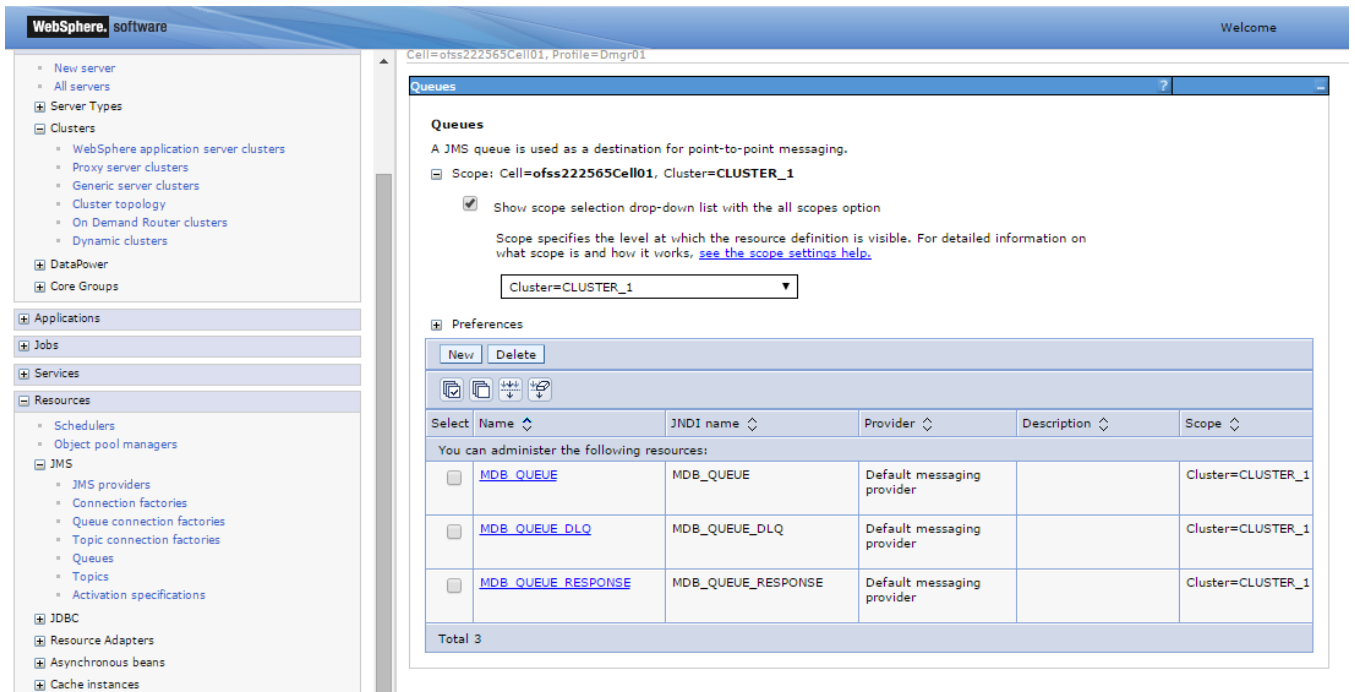 WebSphere. software
Welcome
New server
All servers
Server Types
Clusters
WebSphere application server clusters
Proxy server clusters
Generic server clusters
Cluster topology
On Demand Router clusters
Dynamic clusters
DataPower
Core Groups
Applications
Jobs
Services
Resources
Schedulers
Object pool managers
JMS
JMS providers
Connection factories
Queue connection factories
Topic connection factories
Queues
Topics
Activation specifications
JDBC
Resource Adapters
Asynchronous beans
Cache instances
Cell=ofss222565Cell01, Profile=Dmgr01
Queues ?
Queues
A JMS queue is used as a destination for point-to-point messaging.
Scope: Cell=ofss222565Cell01, Cluster=CLUSTER_1
Show scope selection drop-down list with the all scopes option
Scope specifies the level at which the resource definition is visible. For detailed information on
what scope is and how it works, see the scope settings help.
Cluster=CLUSTER_1
Preferences
New Delete
Select Name JNDI name Provider Description Scope
You can administer the following resources:
MDB_QUEUE MDB_QUEUE Default messaging provider Cluster=CLUSTER_1
MDB_QUEUE_DLQ MDB_QUEUE_DLQ Default messaging provider Cluster=CLUSTER_1
MDB_QUEUE_RESPONSE MDB_QUEUE_RESPONSE Default messaging provider Cluster=CLUSTER_1
Total 3